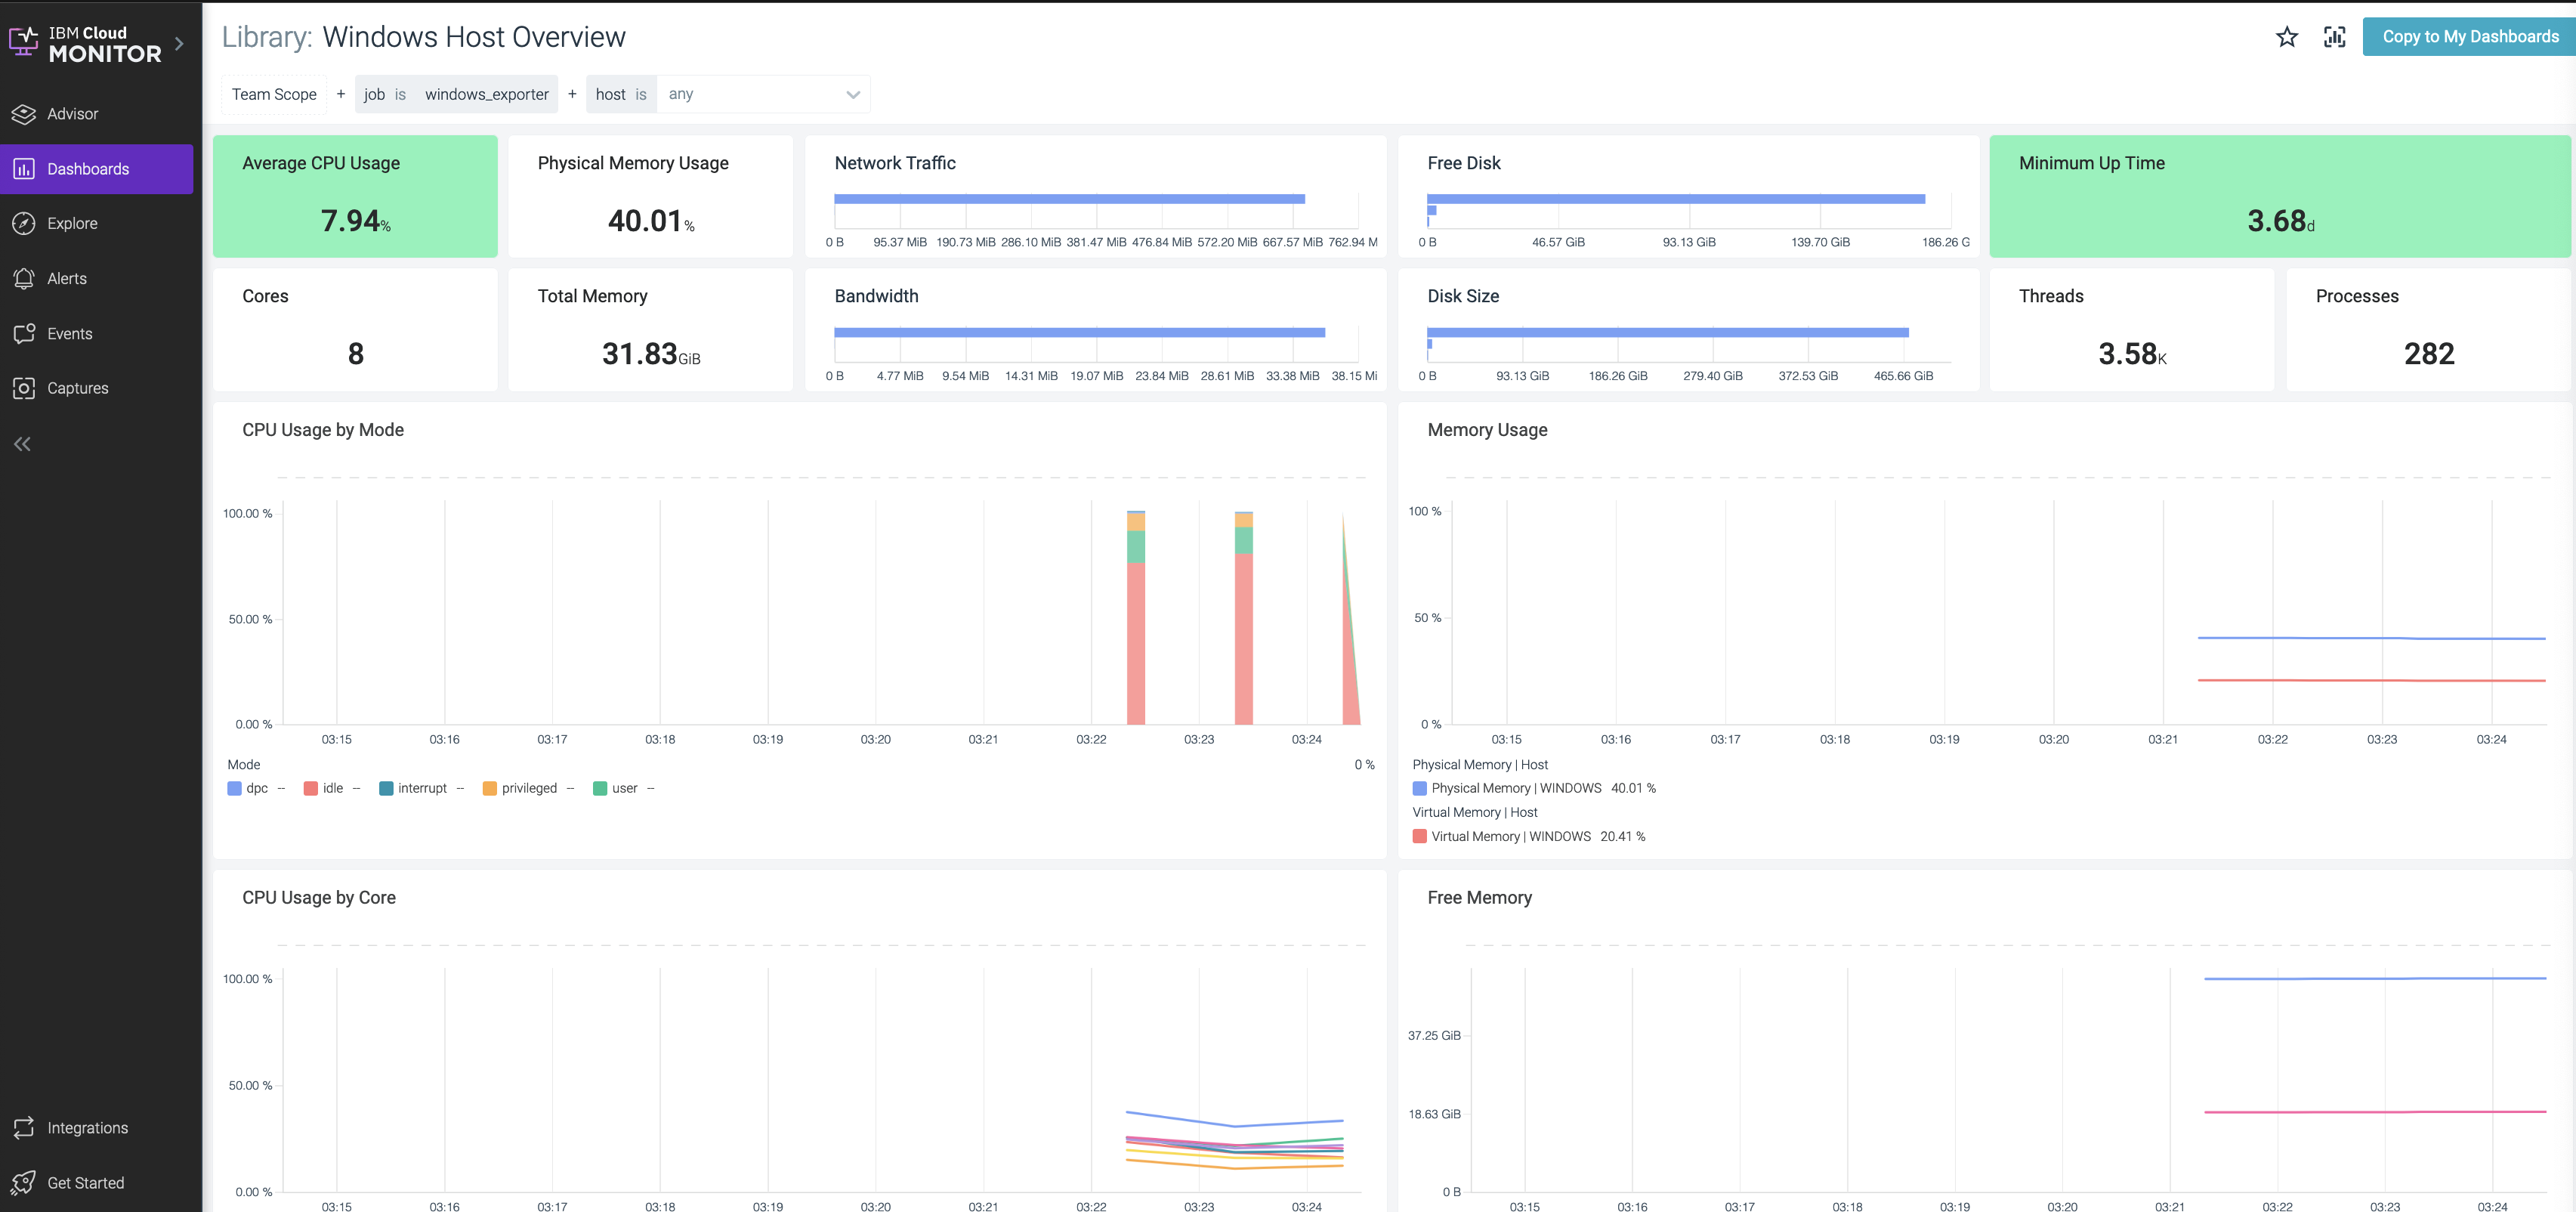 IBM Cloud
MONITOR
Library: Windows Host Overview
Copy to My Dashboards
Team Scope + job is windows_exporter + host is any
Advisor
Dashboards
Explore
Alerts
Events
Captures
Integrations
Get Started
Average CPU Usage
7.94%
Physical Memory Usage
40.01%
Network Traffic
0 B 95.37 MiB 190.73 MiB 286.10 MiB 381.47 MiB 476.84 MiB 572.20 MiB 667.57 MiB 762.94 M
Free Disk
0 B 46.57 GiB 93.13 GiB 139.70 GiB 186.26 G
Minimum Up Time
3.68d
Cores
8
Total Memory
31.83GiB
Bandwidth
0 B 4.77 MiB 9.54 MiB 14.31 MiB 19.07 MiB 23.84 MiB 28.61 MiB 33.38 MiB 38.15 Mi
Disk Size
0 B 93.13 GiB 186.26 GiB 279.40 GiB 372.53 GiB 465.66 GiB
Threads
3.58K
Processes
282
CPU Usage by Mode
100.00 %
50.00 %
0.00 %
03:15 03:16 03:17 03:18 03:19 03:20 03:21 03:22 03:23 03:24
Mode 0 %
dpc -- idle -- interrupt -- privileged -- user --
Memory Usage
100 %
50 %
0 %
03:15 03:16 03:17 03:18 03:19 03:20 03:21 03:22 03:23 03:24
Physical Memory | Host
Physical Memory | WINDOWS 40.01 %
Virtual Memory | Host
Virtual Memory | WINDOWS 20.41 %
CPU Usage by Core
100.00 %
50.00 %
0.00 %
03:15 03:16 03:17 03:18 03:19 03:20 03:21 03:22 03:23 03:24
Free Memory
37.25 GiB
18.63 GiB
0 B
03:15 03:16 03:17 03:18 03:19 03:20 03:21 03:22 03:23 03:24